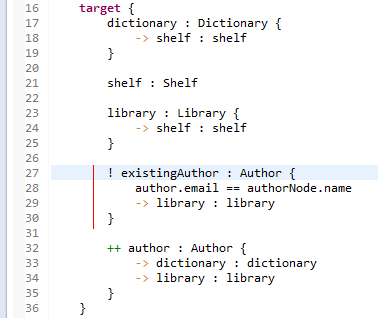 16 target {
17 dictionary : Dictionary {
18 -> shelf : shelf
19 }
20
21 shelf : Shelf
22
23 library : Library {
24 -> shelf : shelf
25 }
26
27 ! existingAuthor : Author {
28 author.email == authorNode.name
29 -> library : library
30 }
31
32 ++ author : Author {
33 -> dictionary : dictionary
34 -> library : library
35 }
36 }